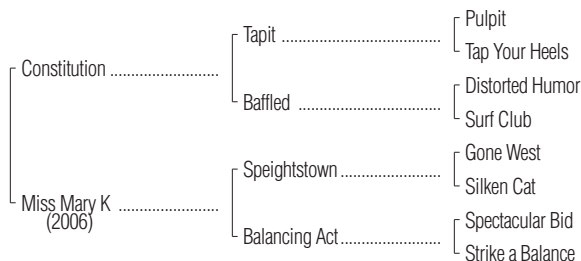 Pulpit
Tapit ........................................
Tap Your Heels
Constitution ...........................
Distorted Humor
Baffled ....................................
Surf Club
Gone West
Speightstown .........................
Silken Cat
Miss Mary K .........................
(2006)
Spectacular Bid
Balancing Act .........................
Strike a Balance